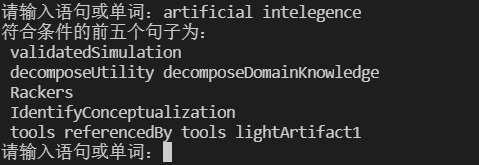 请输入语句或单词：artificial intelegence
符合条件的前五个句子为：
validatedSimulation
decomposeUtility decomposeDomainKnowledge
Rackers
IdentifyConceptualization
tools referencedBy tools lightArtifact1
请输入语句或单词：